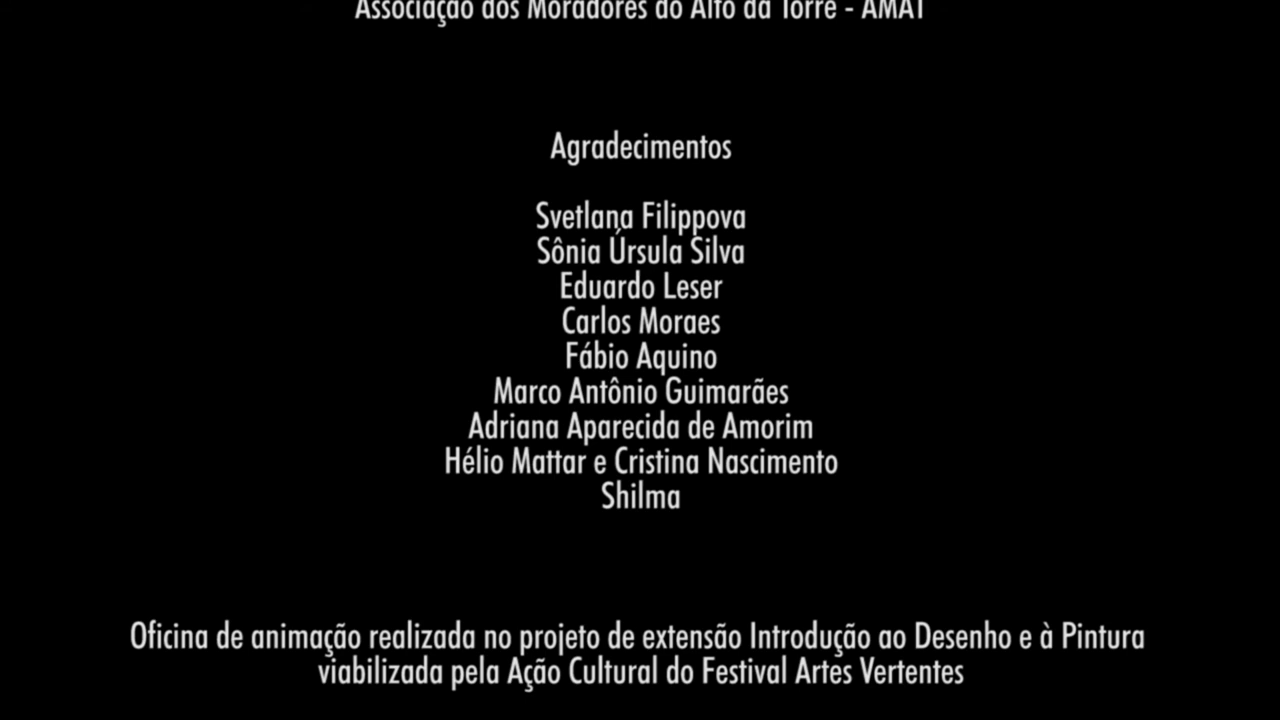 Associação dos Moradores do Alto da Torre - AMAT
Agradecimentos
Svetlana Filippova
Sônia Úrsula Silva
Eduardo Leser
Carlos Moraes
Fábio Aquino
Marco Antônio Guimarães
Adriana Aparecida de Amorim
Hélio Mattar e Cristina Nascimento
Shilma
Oficina de animação realizada no projeto de extensão Introdução ao Desenho e à Pintura
viabilizada pela Ação Cultural do Festival Artes Vertentes